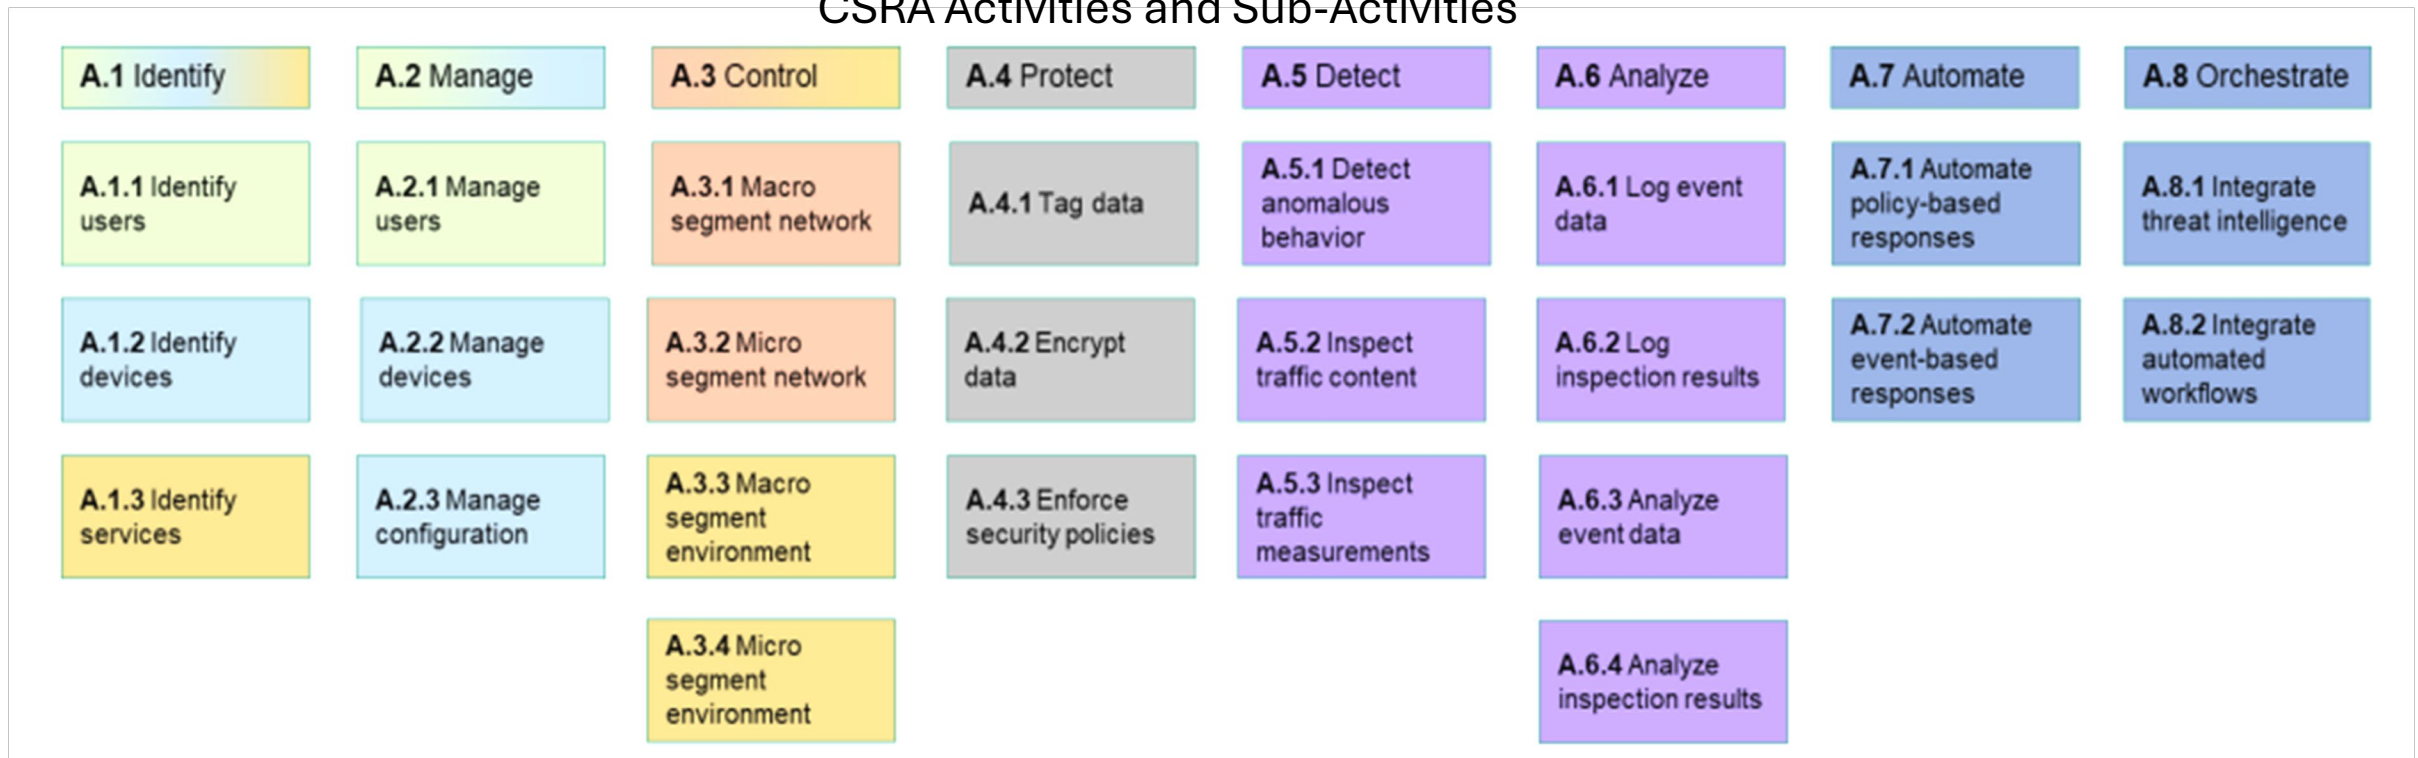 CSRA Activities and Sub-Activities
A.1 Identify
A.2 Manage
A.3 Control
A.4 Protect
A.5 Detect
A.6 Analyze
A.7 Automate
A.8 Orchestrate
A.1.1 Identify
users
A.2.1 Manage
users
A.3.1 Macro
segment network
A.4.1 Tag data
A.5.1 Detect
anomalous
behavior
A.6.1 Log event
data
A.7.1 Automate
policy-based
responses
A.8.1 Integrate
threat intelligence
A.1.2 Identify
devices
A.2.2 Manage
devices
A.3.2 Micro
segment network
A.4.2 Encrypt
data
A.5.2 Inspect
traffic content
A.6.2 Log
inspection results
A.7.2 Automate
event-based
responses
A.8.2 Integrate
automated
workflows
A.1.3 Identify
services
A.2.3 Manage
configuration
A.3.3 Macro
segment
environment
A.4.3 Enforce
security policies
A.5.3 Inspect
traffic
measurements
A.6.3 Analyze
event data
A.3.4 Micro
segment
environment
A.6.4 Analyze
inspection results